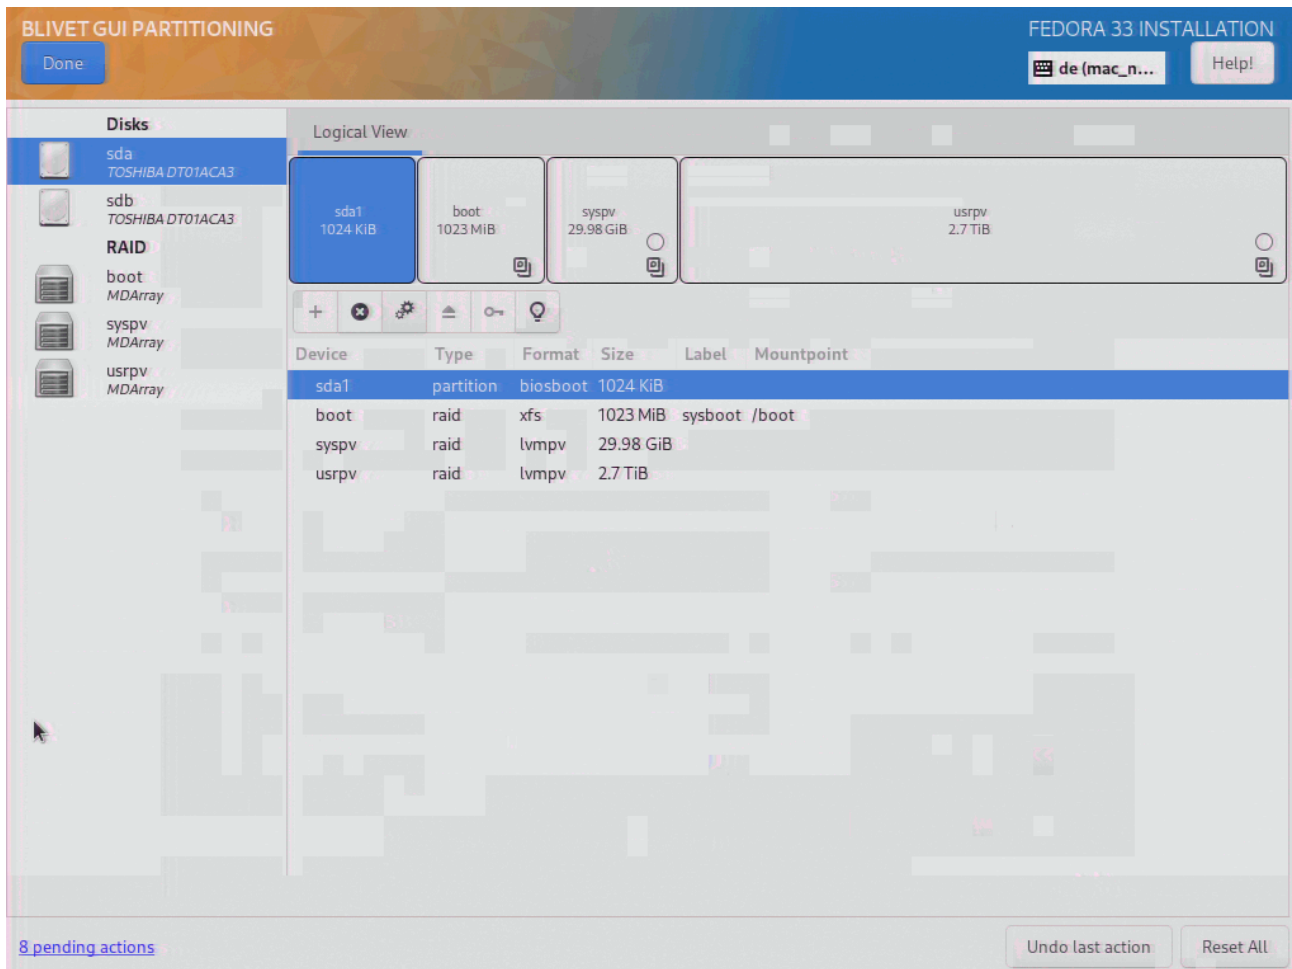 BLIVET GUI PARTITIONING
FEDORA 33 INSTALLATION
Done
de (mac_n...
Help!
Disks
sda
TOSHIBA DT01ACA3
sdb
TOSHIBA DT01ACA3
RAID
boot
MDArray
syspv
MDArray
usrpv
MDArray
Logical View
sda1
1024 KiB
boot
1023 MiB
syspv
29.98 GiB
usrpv
2.7 TiB
Device Type Format Size Label Mountpoint
sda1 partition biosboot 1024 KiB
boot raid xfs 1023 MiB sysboot /boot
syspv raid lvmpv 29.98 GiB
usrpv raid lvmpv 2.7 TiB
8 pending actions
Undo last action
Reset All